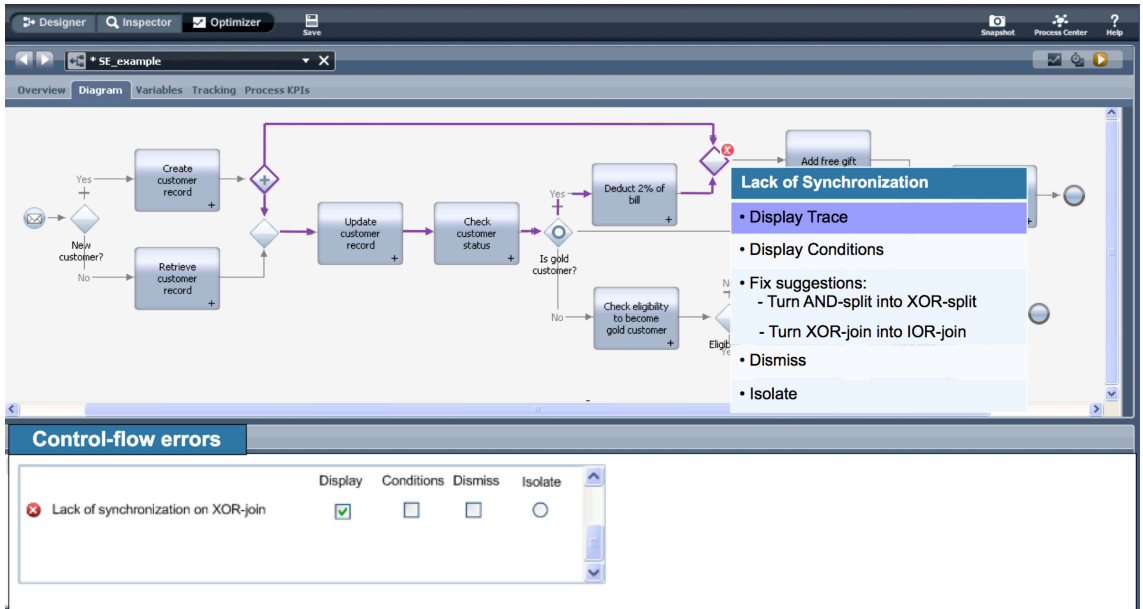 Designer
Inspector
Optimizer
Save
Snapshot
Process Center
Help
* SE_example
Overview
Diagram
Variables
Tracking
Process KPIs
Yes
Create
customer
record
New
customer?
No
Retrieve
customer
record
Update
customer
record
Check
customer
status
Yes
Is gold
customer?
No
Deduct 2% of
bill
Check eligibility
to become
gold customer
Add free gift
Lack of Synchronization
• Display Trace
• Display Conditions
• Fix suggestions:
- Turn AND-split into XOR-split
- Turn XOR-join into IOR-join
• Dismiss
• Isolate
Control-flow errors
Display
Conditions
Dismiss
Isolate
Lack of synchronization on XOR-join